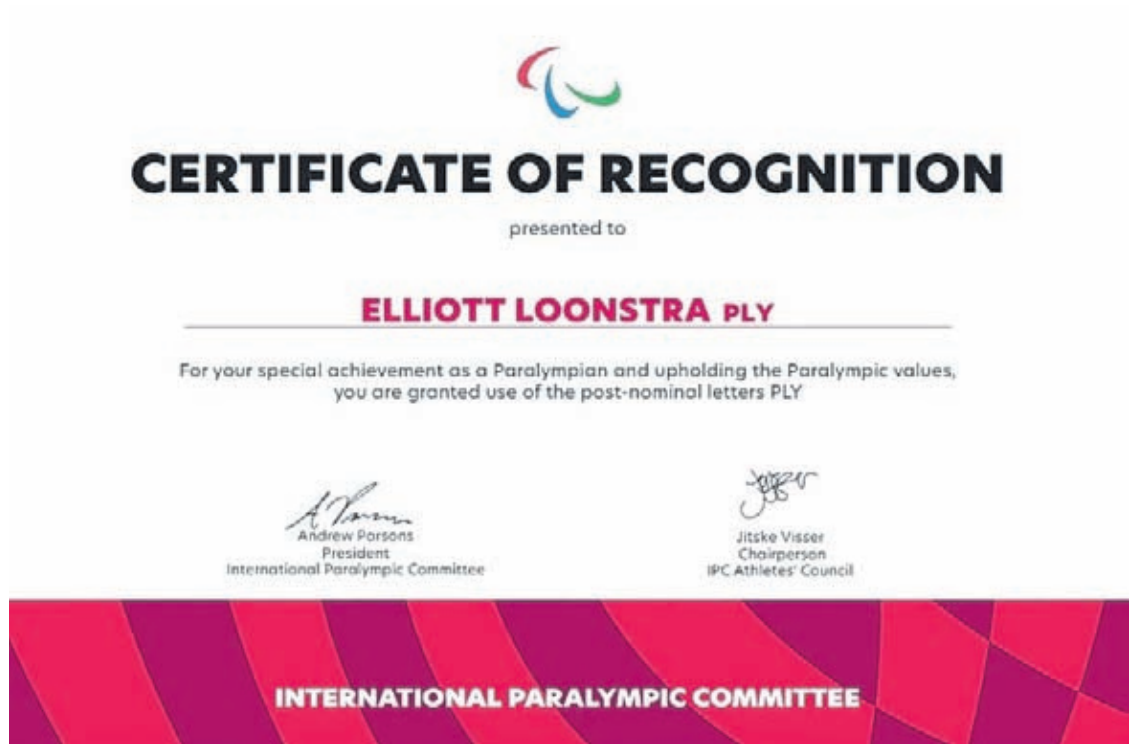 CERTIFICATE OF RECOGNITION
presented to
ELLIOTT LOONSTRA PLY
For your special achievement as a Paralympian and upholding the Paralympic values,
you are granted use of the post-nominal letters PLY
Andrew Parsons
President
International Paralympic Committee
Jitske Visser
Chairperson
IPC Athletes' Council
INTERNATIONAL PARALYMPIC COMMITTEE